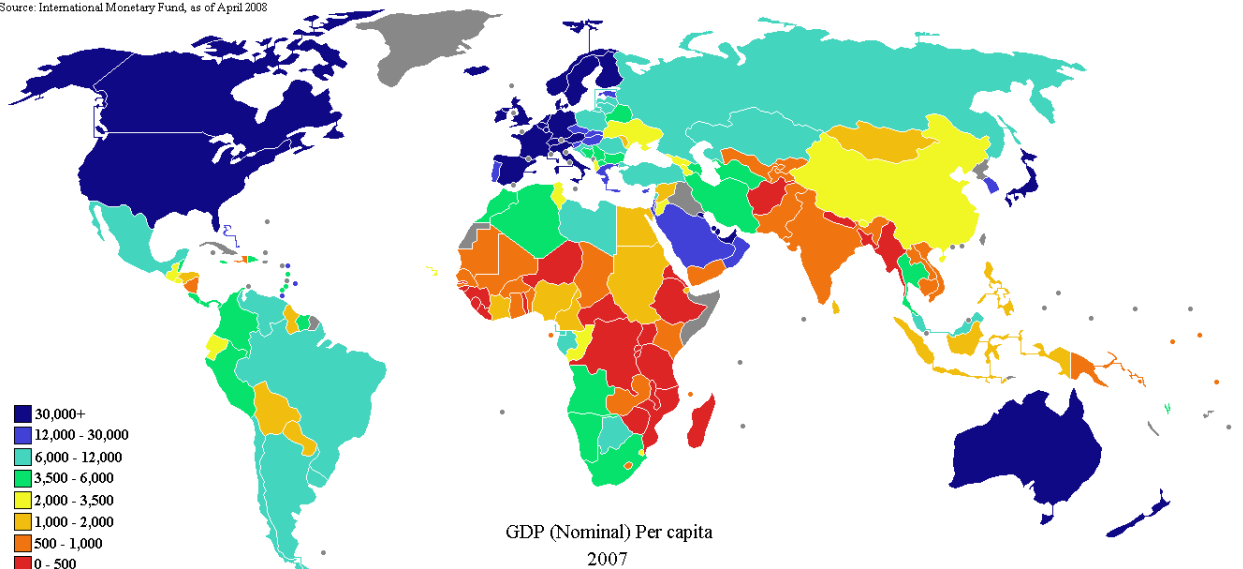 Source: International Monetary Fund, as of April 2008
30,000+
12,000 - 30,000
6,000 - 12,000
3,500 - 6,000
2,000 - 3,500
1,000 - 2,000
500 - 1,000
0 - 500
GDP (Nominal) Per capita
2007